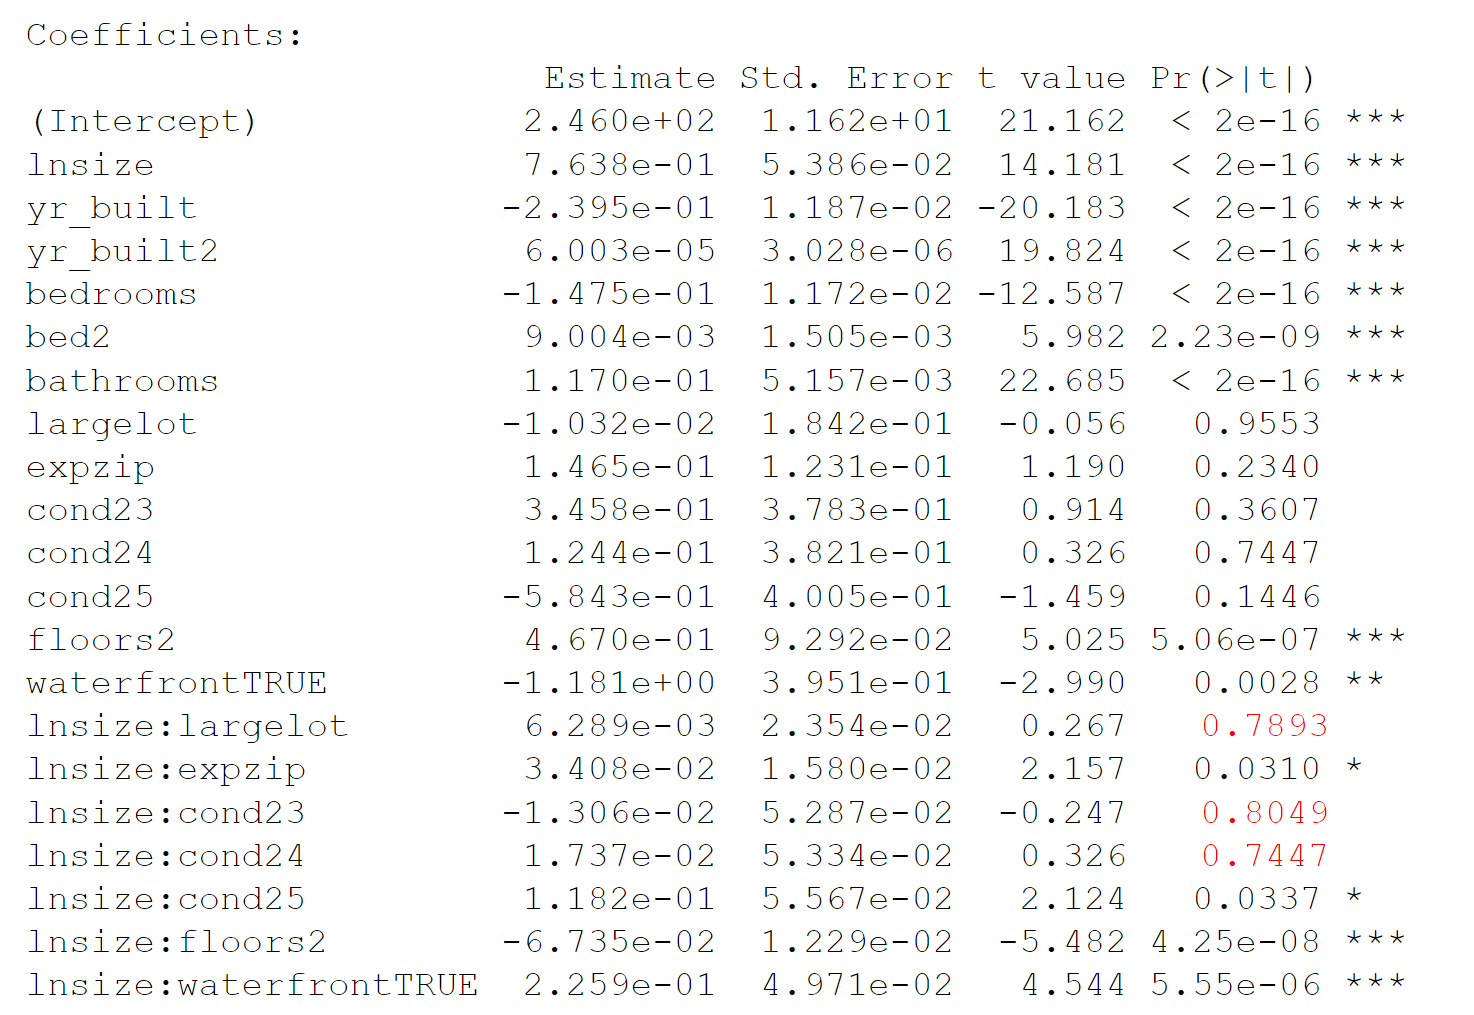 Coefficients:
Estimate Std. Error t value Pr(>|t|)
(Intercept) 2.460e+02 1.162e+01 21.162 < 2e-16 ***
lnsize 7.638e-01 5.386e-02 14.181 < 2e-16 ***
yr_built -2.395e-01 1.187e-02 -20.183 < 2e-16 ***
yr_built2 6.003e-05 3.028e-06 19.824 < 2e-16 ***
bedrooms -1.475e-01 1.172e-02 -12.587 < 2e-16 ***
bed2 9.004e-03 1.505e-03 5.982 2.23e-09 ***
bathrooms 1.170e-01 5.157e-03 22.685 < 2e-16 ***
largelot -1.032e-02 1.842e-01 -0.056 0.9553
expzip 1.465e-01 1.231e-01 1.190 0.2340
cond23 3.458e-01 3.783e-01 0.914 0.3607
cond24 1.244e-01 3.821e-01 0.326 0.7447
cond25 -5.843e-01 4.005e-01 -1.459 0.1446
floors2 4.670e-01 9.292e-02 5.025 5.06e-07 ***
waterfrontTRUE -1.181e+00 3.951e-01 -2.990 0.0028 **
lnsize:largelot 6.289e-03 2.354e-02 0.267 0.7893
lnsize:expzip 3.408e-02 1.580e-02 2.157 0.0310 *
lnsize:cond23 -1.306e-02 5.287e-02 -0.247 0.8049
lnsize:cond24 1.737e-02 5.334e-02 0.326 0.7447
lnsize:cond25 1.182e-01 5.567e-02 2.124 0.0337 *
lnsize:floors2 -6.735e-02 1.229e-02 -5.482 4.25e-08 ***
lnsize:waterfrontTRUE 2.259e-01 4.971e-02 4.544 5.55e-06 ***